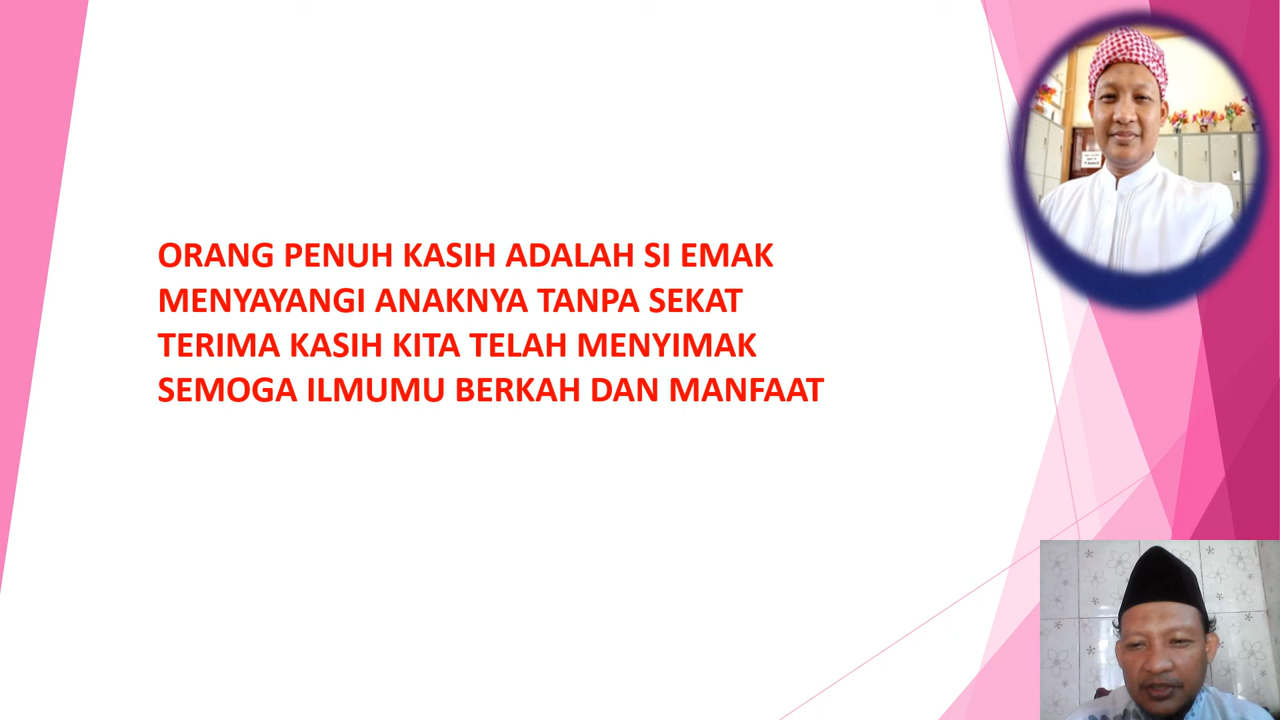 ORANG PENUH KASIH ADALAH SI EMAK
MENYAYANGI ANAKNYA TANPA SEKAT
TERIMA KASIH KITA TELAH MENYIMAK
SEMOGA ILMUMU BERKAH DAN MANFAAT